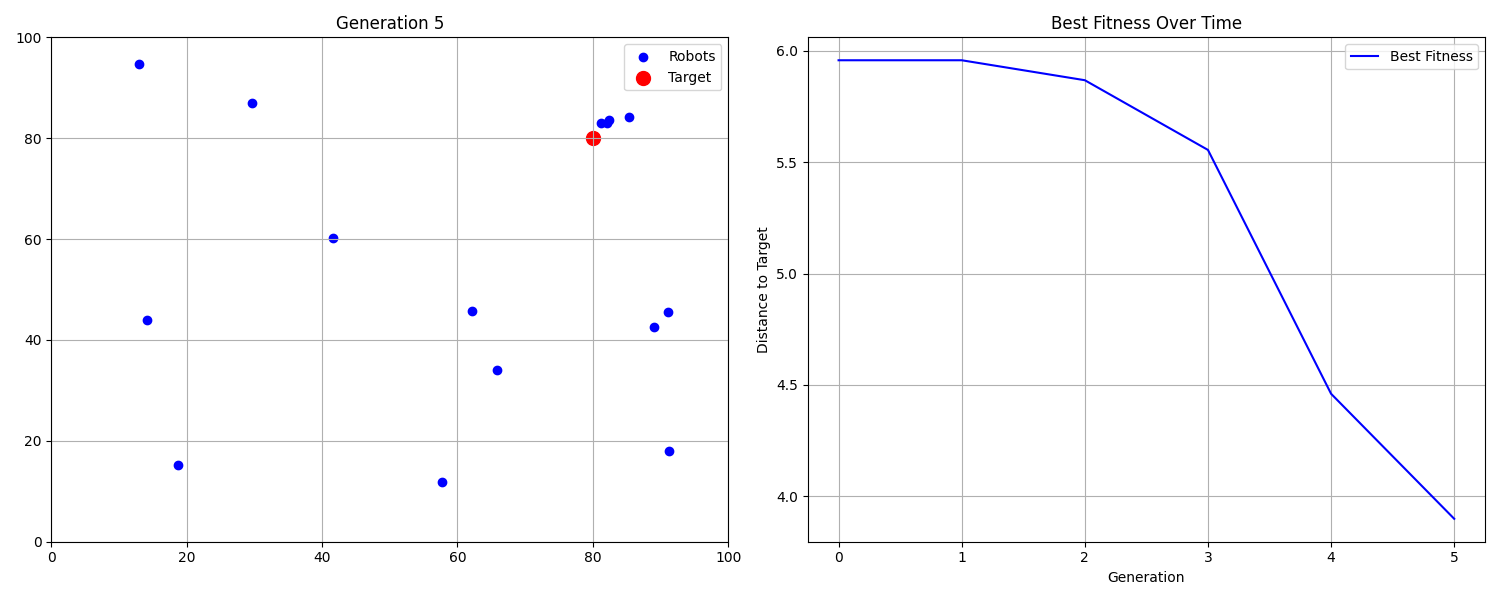 Generation 5
100
80
60
40
20
0
0 20 40 60 80 100
Robots
Target
Best Fitness Over Time
Distance to Target
6.0
5.5
5.0
4.5
4.0
0 1 2 3 4 5
Generation
Best Fitness